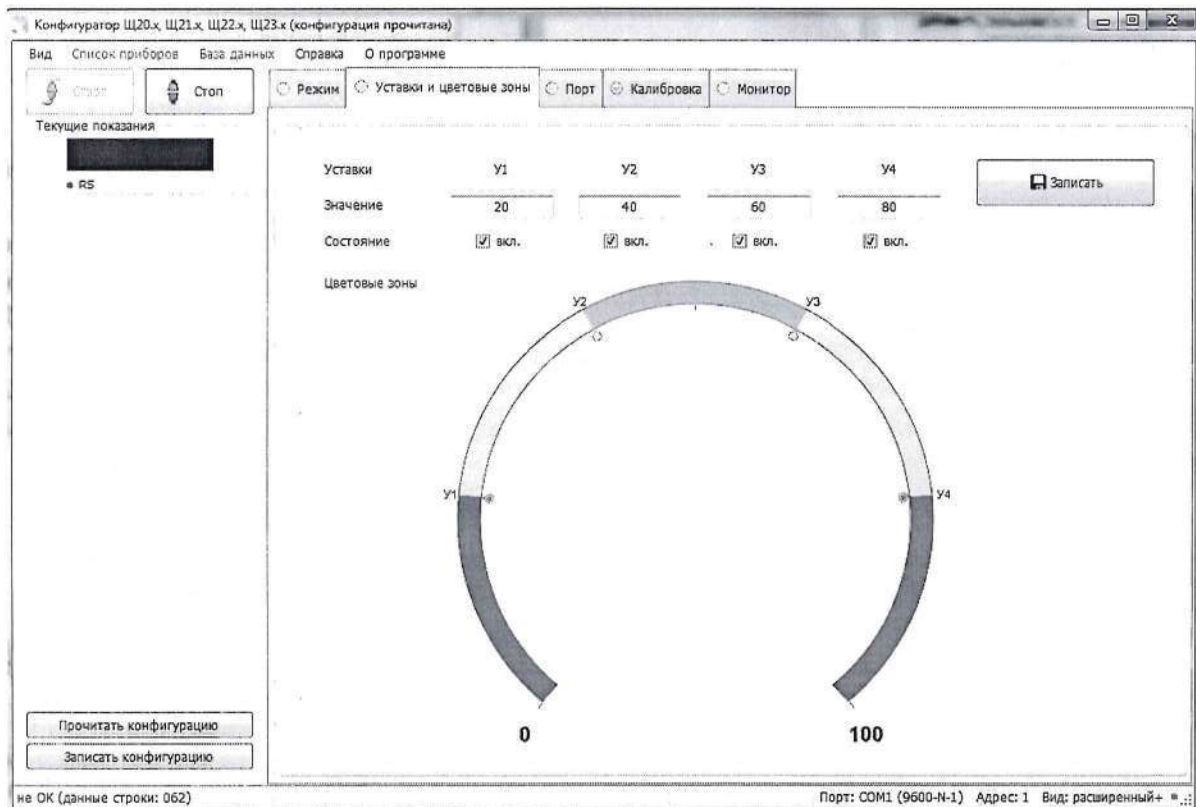 Конфигуратор Щ20.х, Щ21.х, Щ22.х, Щ23.х (конфигурация прочитана)
Вид Список приборов База данных Справка О программе
Старт Стоп
Режим Уставки и цветовые зоны Порт Калибровка Монитор
Текущие показания
RS
Уставки У1 У2 У3 У4
Записать
Значение 20 40 60 80
Состояние вкл. вкл. вкл. вкл.
Цветовые зоны
У2 У3
У1 У4
0 100
Прочитать конфигурацию
Записать конфигурацию
не OK (данные строки: 062) Порт: COM1 (9600-N-1) Адрес: 1 Вид: расширенный+